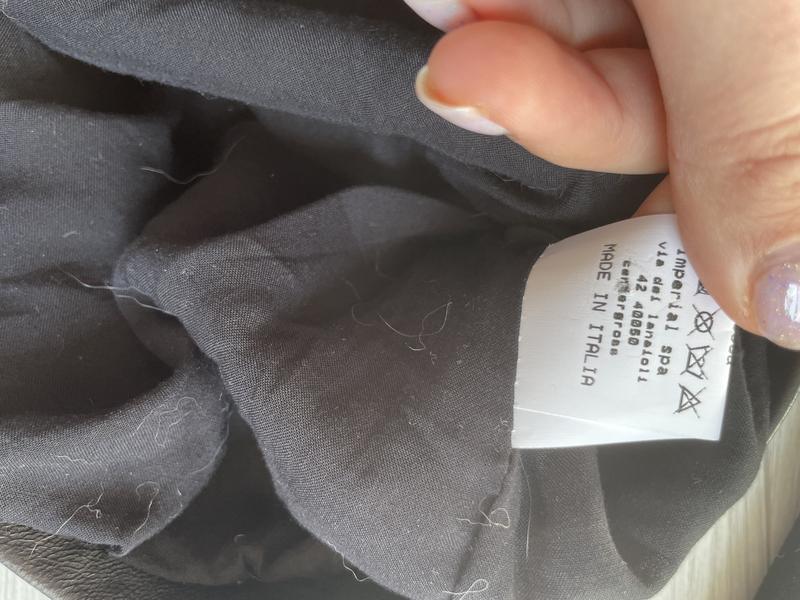 imperial spa
via dei lanaioli
42 40050
centergross
MADE IN ITALIA